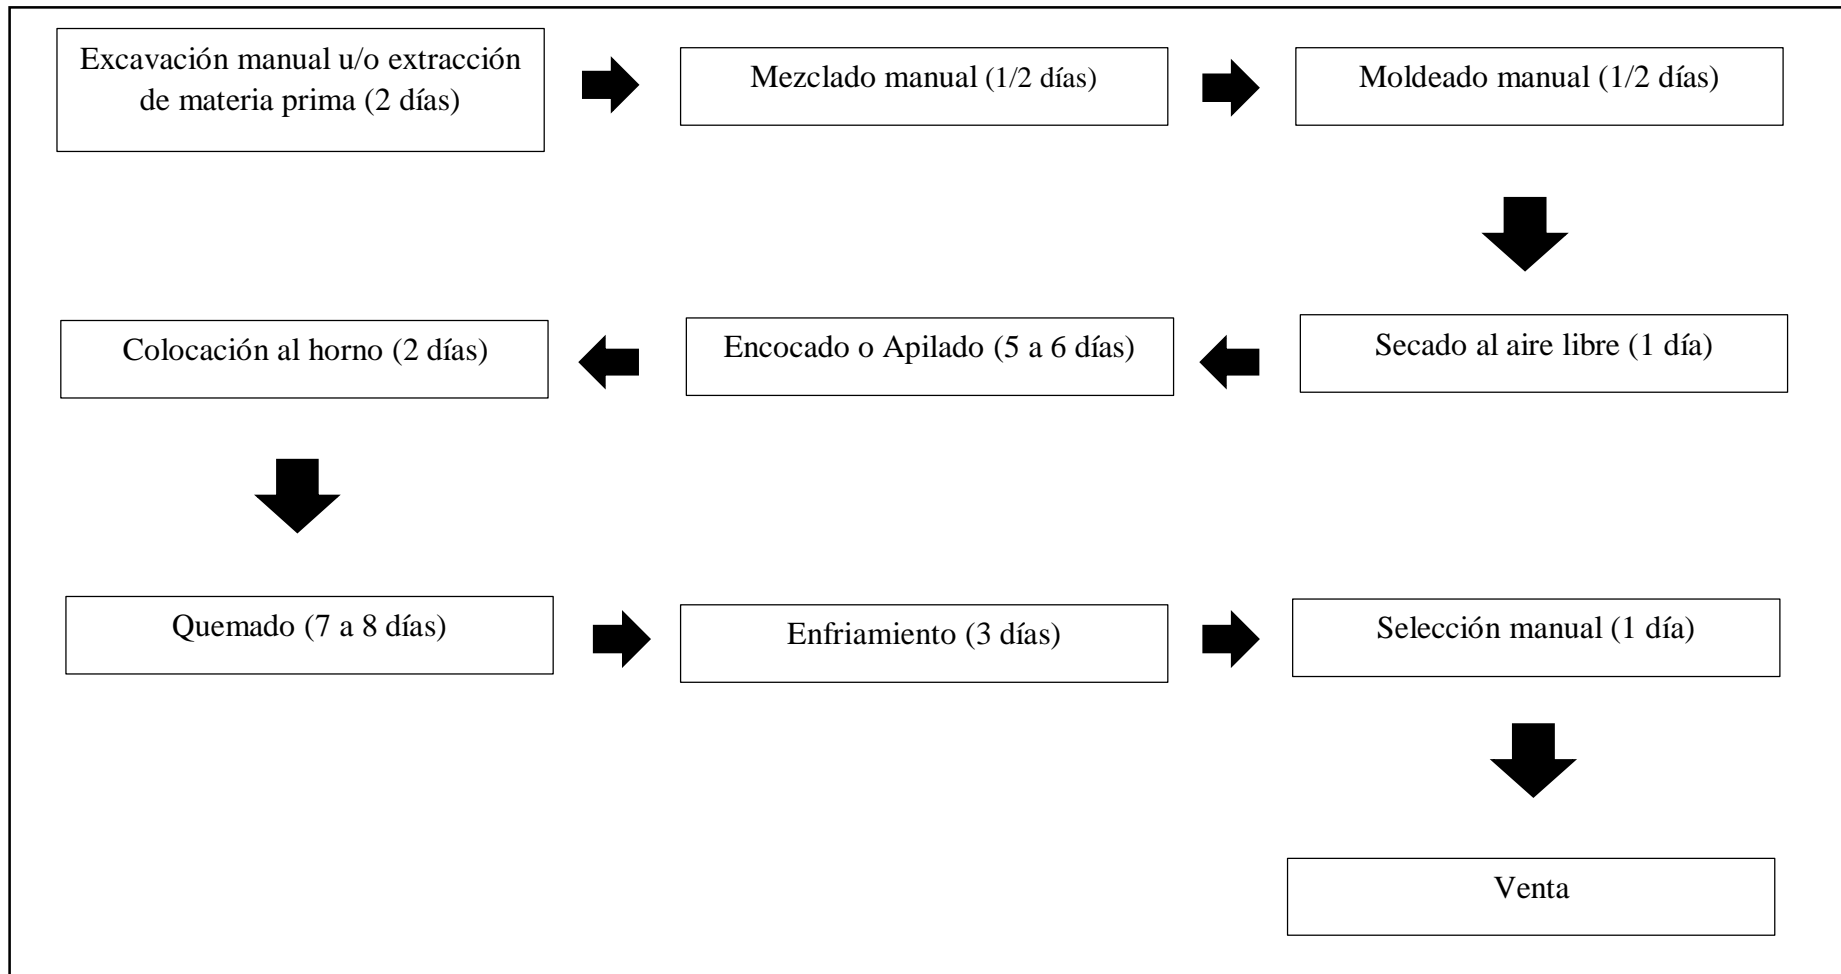 Excavación manual u/o extracción
de materia prima (2 días)
Mezclado manual (1/2 días)
Moldeado manual (1/2 días)
Secado al aire libre (1 día)
Encocado o Apilado (5 a 6 días)
Colocación al horno (2 días)
Quemado (7 a 8 días)
Enfriamiento (3 días)
Selección manual (1 día)
Venta